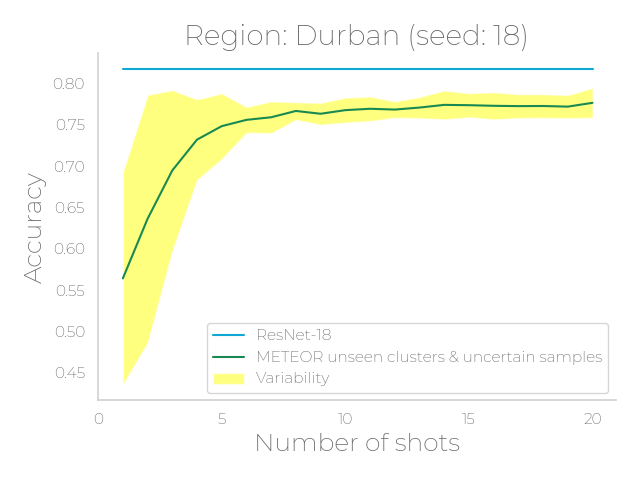 Region: Durban (seed: 18)
Accuracy
0.80
0.75
0.70
0.65
0.60
0.55
0.50
0.45
ResNet-18
METEOR unseen clusters & uncertain samples
Variability
0 5 10 15 20
Number of shots